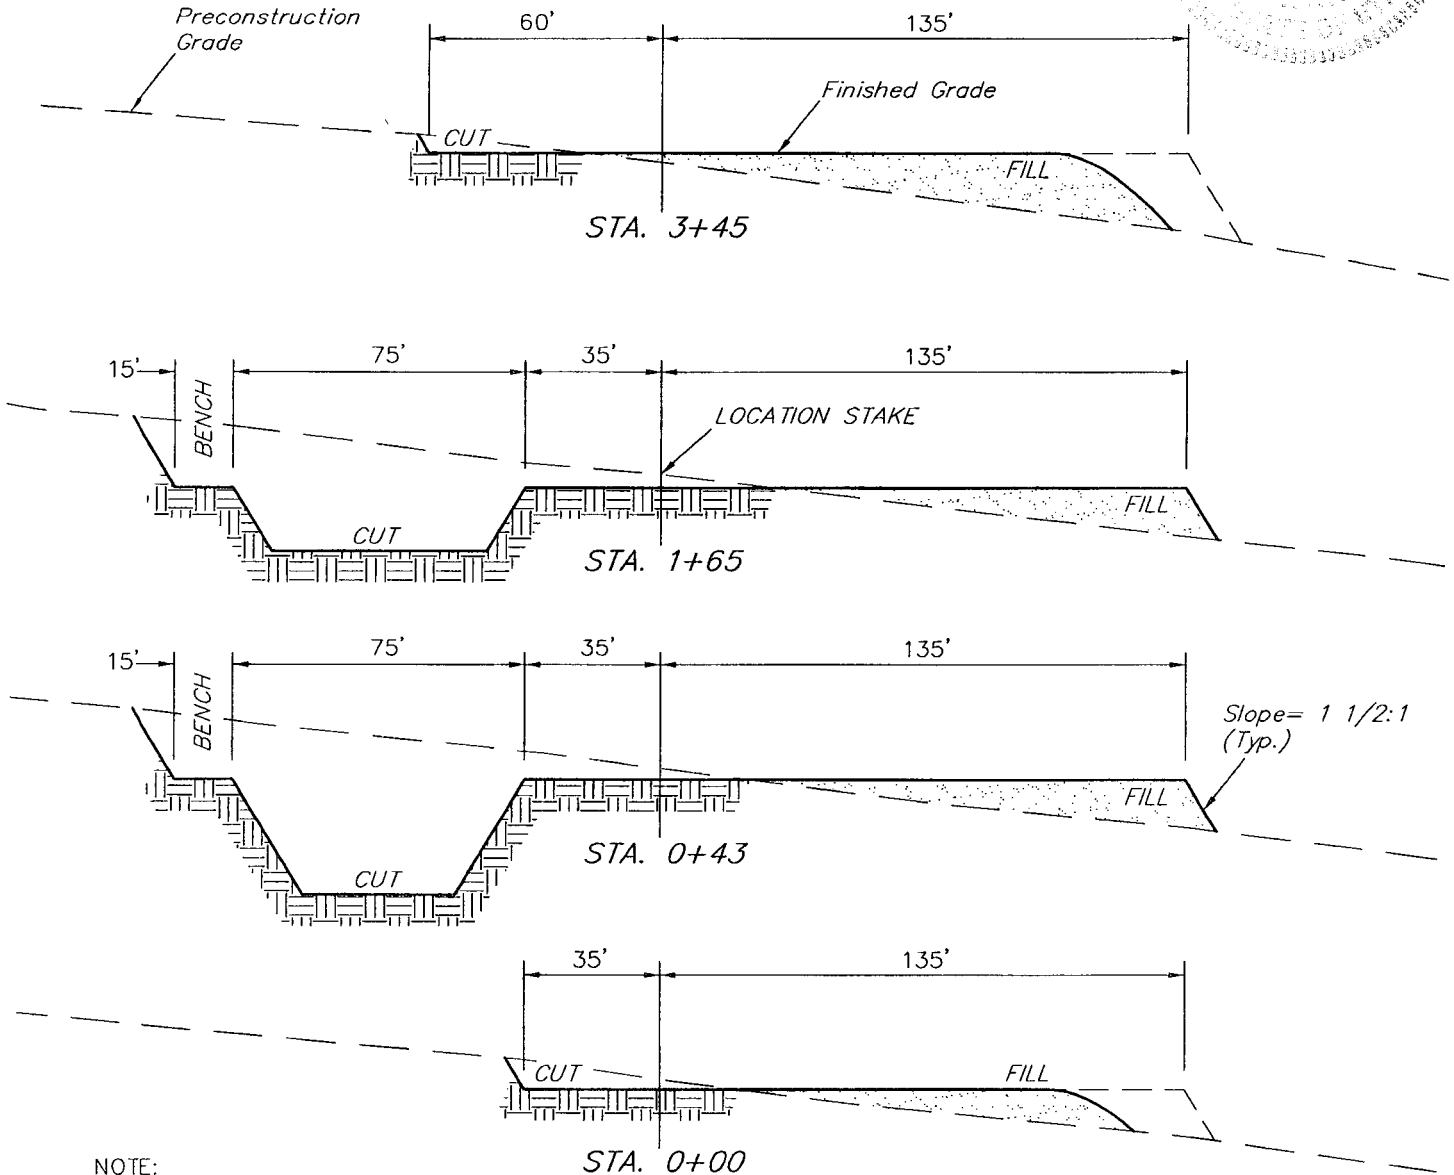 Preconstruction
Grade
60'
135'
Finished Grade
CUT
FILL
STA. 3+45
15'
BENCH
75'
35'
135'
LOCATION STAKE
CUT
FILL
STA. 1+65
15'
BENCH
75'
35'
135'
Slope= 1 1/2:1
(Typ.)
CUT
FILL
STA. 0+43
35'
135'
CUT
FILL
STA. 0+00
NOTE: